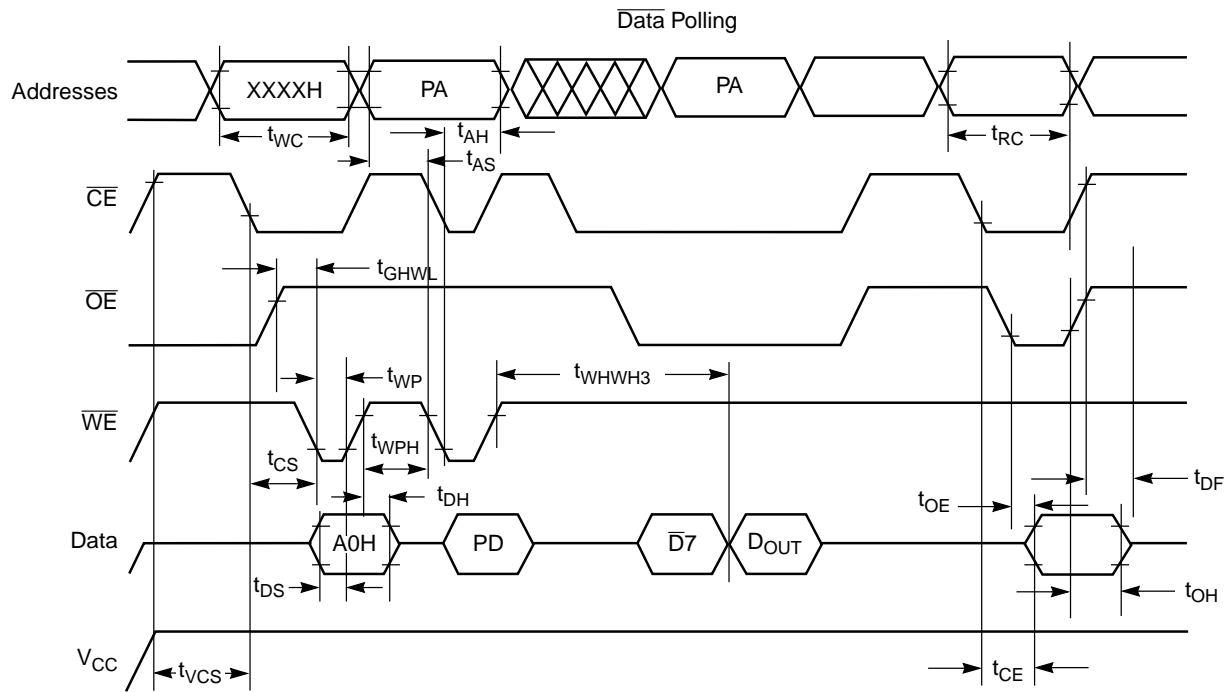 Data Polling
Addresses
XXXXH
PA
PA
tWC
tAH
tAS
tRC
CE
tGHWL
OE
tWP
tWHWH3
WE
tWPH
tCS
tDH
tOE
tDF
Data
A0H
PD
D7
DOUT
tDS
tOH
VCC
tVCS
tCE